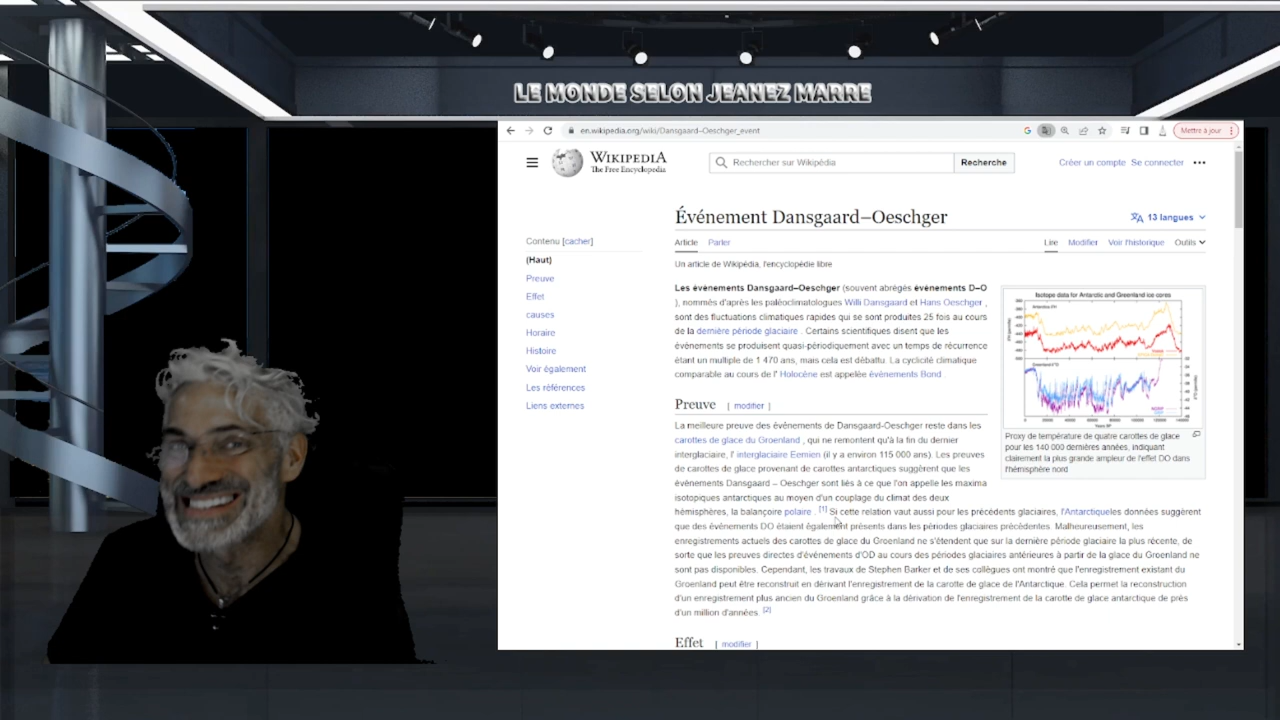 LE MONDE SELON JEANEZ MARRE
en.wikipedia.org/wiki/Dansgaard–Oeschger_event
Mettre à jour
WIKIPEDIA
The Free Encyclopedia
Rechercher sur Wikipédia
Recherche
Créer un compte Se connecter
Événement Dansgaard–Oeschger
13 langues
Contenu [cacher]
(Haut)
Preuve
Effet
causes
Horaire
Histoire
Voir également
Les références
Liens externes
Article Parler
Lire Modifier Voir l'historique Outils
Un article de Wikipédia, l'encyclopédie libre
Les événements Dansgaard–Oeschger (souvent abrégés événements D–O
), nommés d'après les paléoclimatologues Willi Dansgaard et Hans Oeschger ,
sont des fluctuations climatiques rapides qui se sont produites 25 fois au cours
de la dernière période glaciaire . Certains scientifiques disent que les
événements se produisent quasi-périodiquement avec un temps de récurrence
étant un multiple de 1 470 ans, mais cela est débattu. La cyclicité climatique
comparable au cours de l' Holocène est appelée événements Bond .
Isotope data for Antarctic and Greenland ice cores
Years BP
Proxy de température de quatre carottes de glace
pour les 140 000 dernières années, indiquant
clairement la plus grande ampleur de l'effet DO dans
l'hémisphère nord
Preuve [ modifier ]
La meilleure preuve des événements de Dansgaard-Oeschger reste dans les
carottes de glace du Groenland , qui ne remontent qu'à la fin du dernier
interglaciaire, l' interglaciaire Eemien (il y a environ 115 000 ans). Les preuves
de carottes de glace provenant de carottes antarctiques suggèrent que les
événements Dansgaard – Oeschger sont liés à ce que l'on appelle les maxima
isotopiques antarctiques au moyen d'un couplage du climat des deux
hémisphères, la balançoire polaire . [1] Si cette relation vaut aussi pour les précédents glaciaires, l'Antarctiqueles données suggèrent
que des événements DO étaient également présents dans les périodes glaciaires précédentes. Malheureusement, les
enregistrements actuels des carottes de glace du Groenland ne s'étendent que sur la dernière période glaciaire la plus récente, de
sorte que les preuves directes d'événements d'OD au cours des périodes glaciaires antérieures à partir de la glace du Groenland ne
sont pas disponibles. Cependant, les travaux de Stephen Barker et de ses collègues ont montré que l'enregistrement existant du
Groenland peut être reconstruit en dérivant l'enregistrement de la carotte de glace de l'Antarctique. Cela permet la reconstruction
d'un enregistrement plus ancien du Groenland grâce à la dérivation de l'enregistrement de la carotte de glace antarctique de près
d'un million d'années. [2]
Effet [ modifier ]